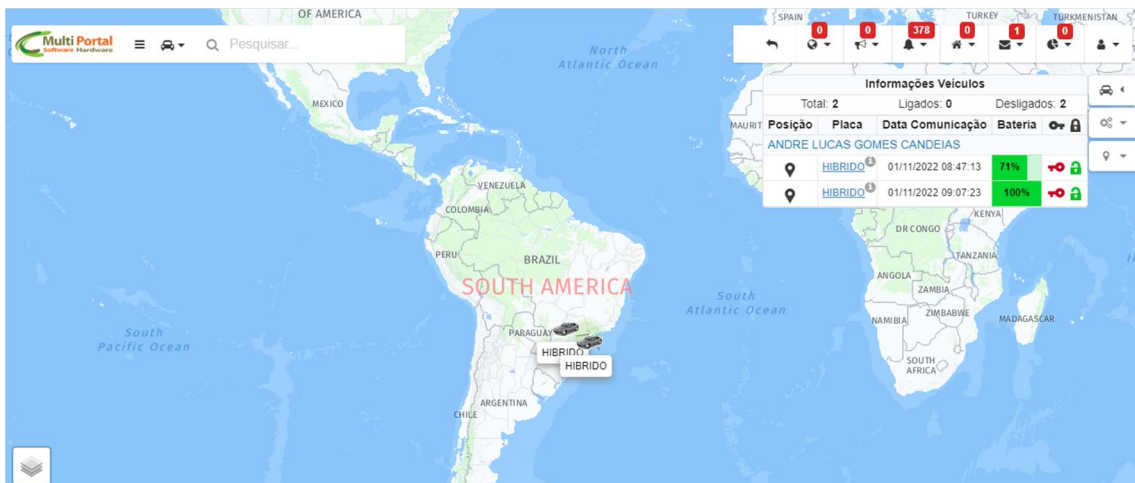 OF AMERICA
SPAIN
TURKEY
TURKMENISTAN
Multi Portal
Software Hardware
Pesquisar...
0
0
378
0
1
0
North
Atlantic Ocean
MEXICO
Informações Veículos
Total: 2 Ligados: 0 Desligados: 2
MAURIT
Posição Placa Data Comunicação Bateria
ANDRE LUCAS GOMES CANDEIAS
HIBRIDO 01/11/2022 08:47:13 71%
HIBRIDO 01/11/2022 09:07:23 100%
VENEZUELA
COLOMBIA
KENYA
DR CONGO
PERU
BRAZIL
TANZANIA
SOUTH AMERICA
ANGOLA
ZAMBIA
South
Atlantic Ocean
NAMIBIA
ZIMBABWE
MADAGASCAR
South
Pacific Ocean
PARAGUAY
HIBRIDO
HIBRIDO
SOUTH
AFRICA
ARGENTINA
CHILE